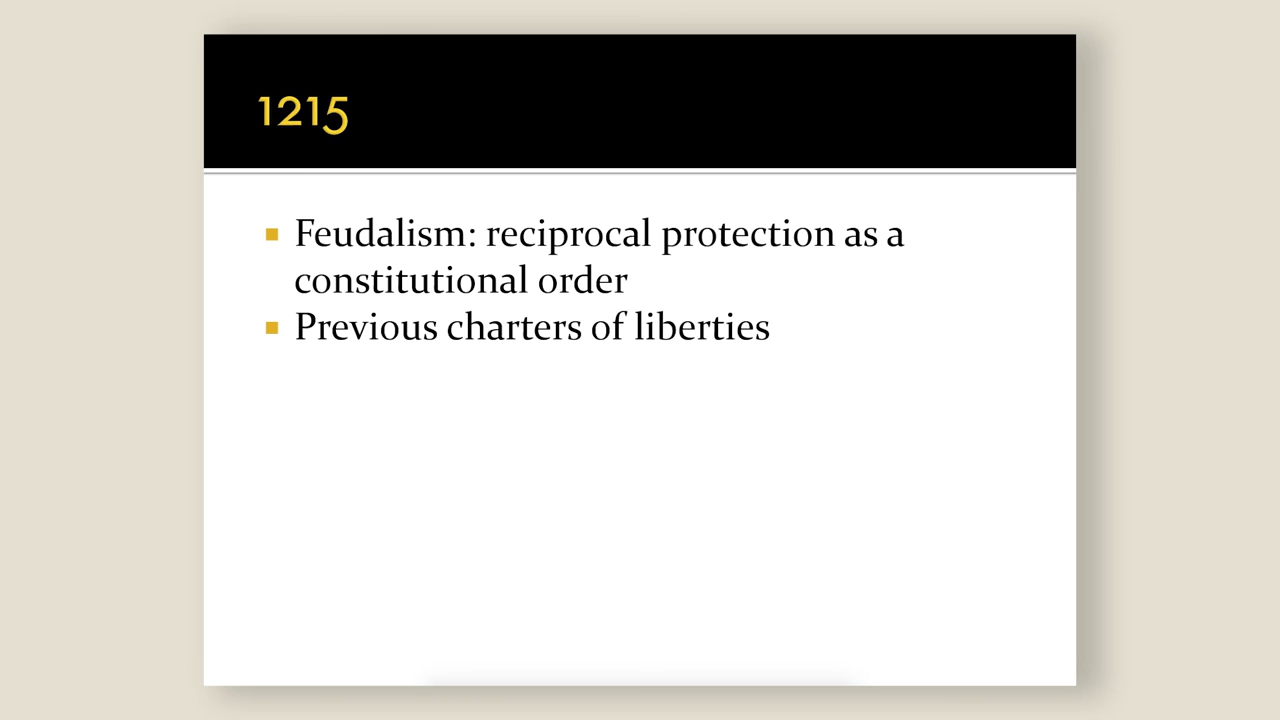 1215
Feudalism: reciprocal protection as a
constitutional order
Previous charters of liberties